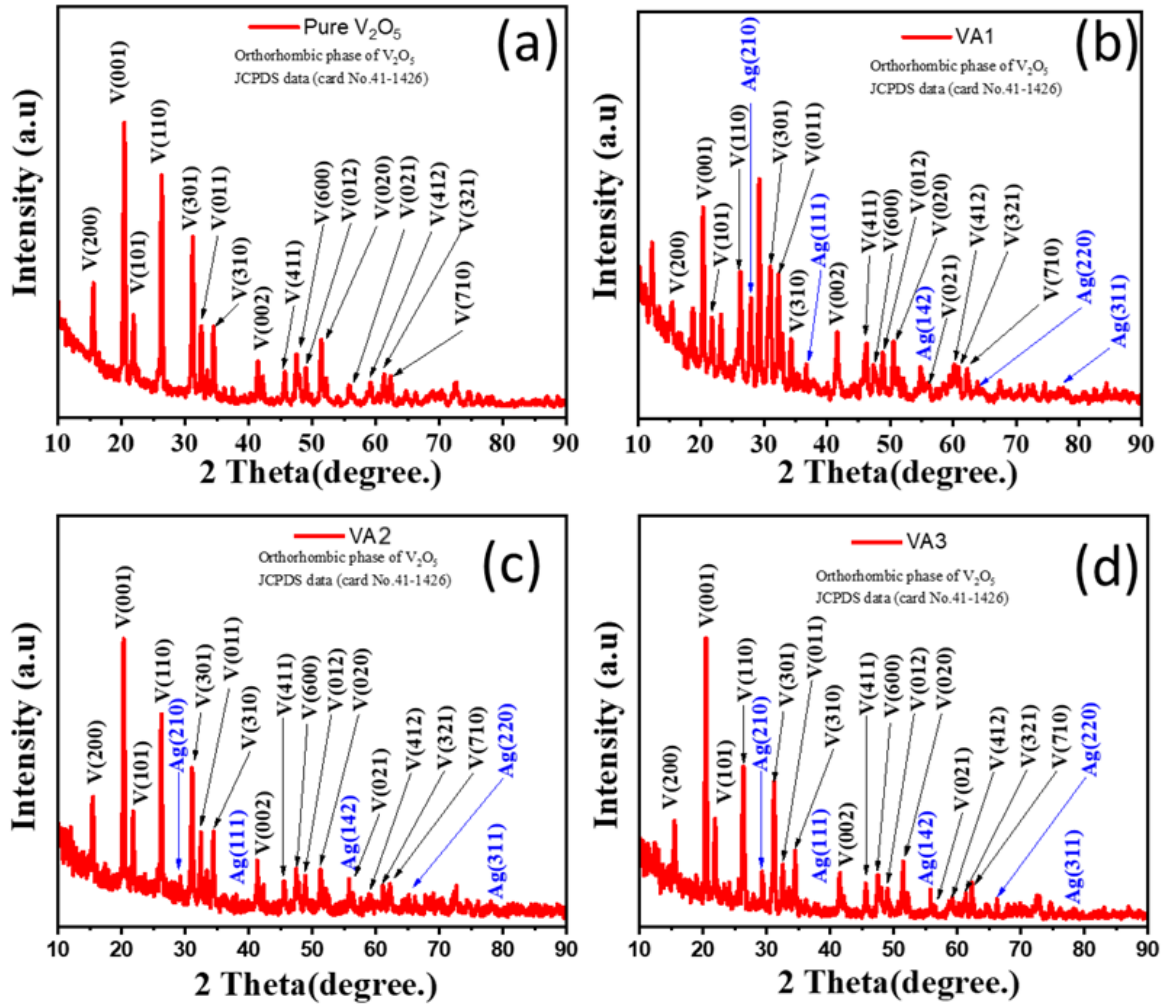 Pure V₂O₅
(a)
Orthorhombic phase of V₂O₅
JCPDS data (card No.41-1426)
Intensity (a.u)
V(200)
V(001)
V(101)
V(110)
V(301)
V(011)
V(310)
V(002)
V(411)
V(600)
V(012)
V(020)
V(021)
V(412)
V(321)
V(710)
10 20 30 40 50 60 70 80 90
2 Theta(degree.)
VA1
(b)
Orthorhombic phase of V₂O₅
JCPDS data (card No.41-1426)
Intensity (a.u)
V(200)
V(001)
V(101)
V(110)
Ag(210)
V(301)
V(310)
V(011)
Ag(111)
V(002)
V(411)
V(600)
V(012)
V(020)
Ag(142)
V(021)
V(412)
V(321)
V(710)
Ag(220)
Ag(311)
10 20 30 40 50 60 70 80 90
2 Theta(degree.)
VA2
(c)
Orthorhombic phase of V₂O₅
JCPDS data (card No.41-1426)
Intensity (a.u)
V(200)
V(001)
V(101)
V(110)
Ag(210)
V(301)
V(011)
V(310)
Ag(111)
V(002)
V(411)
V(600)
V(012)
V(020)
Ag(142)
V(021)
V(412)
V(321)
V(710)
Ag(311)
Ag(220)
10 20 30 40 50 60 70 80 90
2 Theta(degree.)
VA3
(d)
Orthorhombic phase of V₂O₅
JCPDS data (card No.41-1426)
Intensity (a.u)
V(200)
V(001)
V(101)
V(110)
Ag(210)
V(301)
V(011)
V(310)
Ag(111)
V(002)
V(411)
V(600)
V(012)
V(020)
Ag(142)
V(021)
V(412)
V(321)
V(710)
Ag(311)
Ag(220)
10 20 30 40 50 60 70 80 90
2 Theta(degree.)